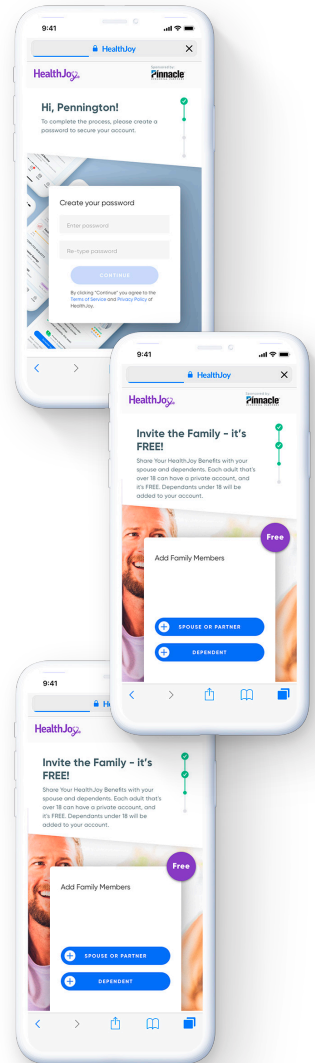 9:41
HealthJoy
HealthJoy
Sponsored by
Pinnacle
Hi, Pennington!
To complete the process, please create a
password to secure your account.
Create your password
Enter password
Re-type password
CONTINUE
By clicking "Continue" you agree to the
Terms of Service and Privacy Policy of
HealthJoy.
9:41
HealthJoy
HealthJoy
Sponsored by
Pinnacle
Invite the Family - it's
FREE!
Share Your HealthJoy Benefits with your
spouse and dependents. Each adult that's
over 18 can have a private account, and
it's FREE. Dependants under 18 will be
added to your account.
Free
Add Family Members
SPOUSE OR PARTNER
DEPENDENT
9:41
HealthJoy
Invite the Family - it's
FREE!
Share Your HealthJoy Benefits with your
spouse and dependents. Each adult that's
over 18 can have a private account, and
it's FREE. Dependants under 18 will be
added to your account.
Free
Add Family Members
SPOUSE OR PARTNER
DEPENDENT